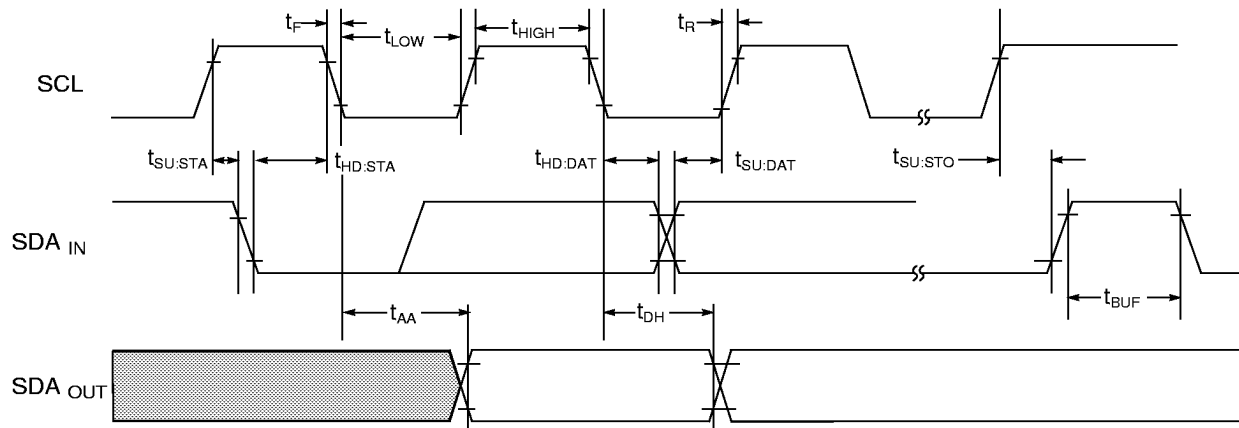 tF
tLOW
tHIGH
tR
SCL
tSU:STA
tHD:STA
tHD:DAT
tSU:DAT
tSU:STO
SDA IN
tAA
tDH
tBUF
SDA OUT